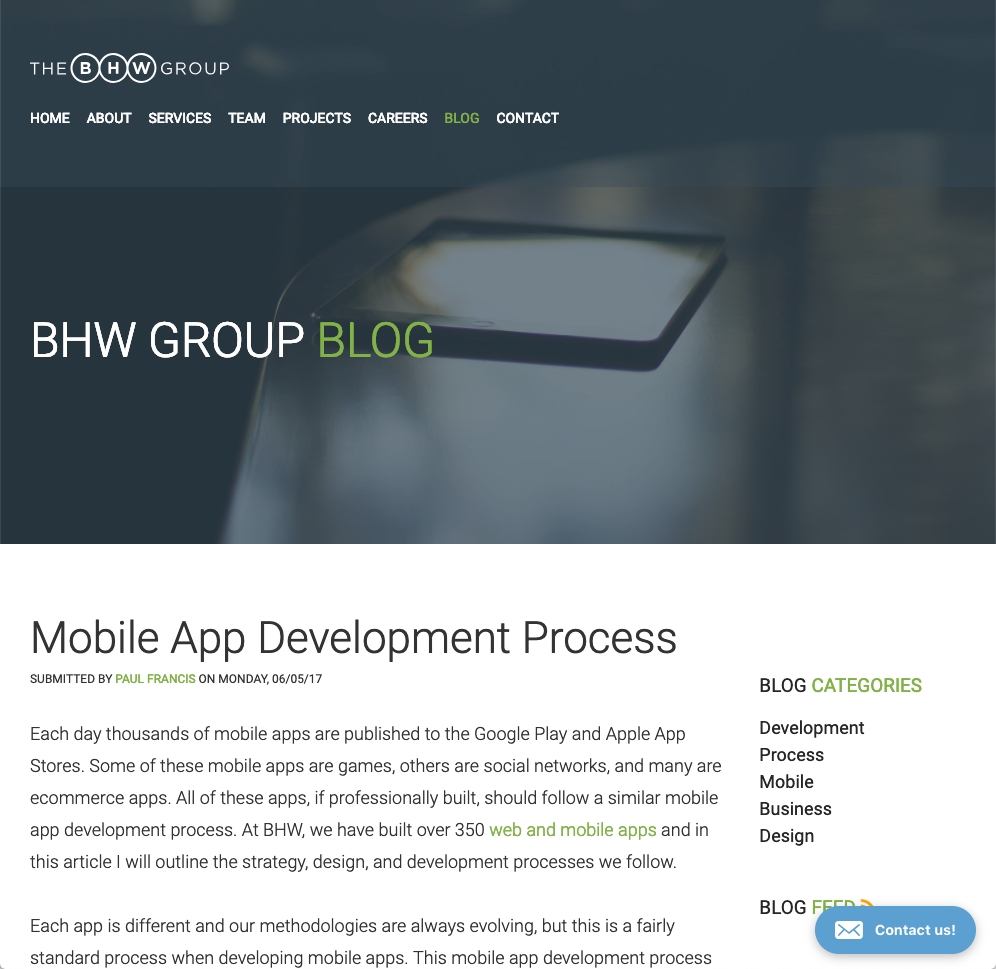 THE BHW GROUP
HOME ABOUT SERVICES TEAM PROJECTS CAREERS BLOG CONTACT
BHW GROUP BLOG
Mobile App Development Process
SUBMITTED BY PAUL FRANCIS ON MONDAY, 06/05/17
Each day thousands of mobile apps are published to the Google Play and Apple App
Stores. Some of these mobile apps are games, others are social networks, and many are
ecommerce apps. All of these apps, if professionally built, should follow a similar mobile
app development process. At BHW, we have built over 350 web and mobile apps and in
this article I will outline the strategy, design, and development processes we follow.
Each app is different and our methodologies are always evolving, but this is a fairly
standard process when developing mobile apps. This mobile app development process
BLOG CATEGORIES
Development
Process
Mobile
Business
Design
BLOG FEED
Contact us!